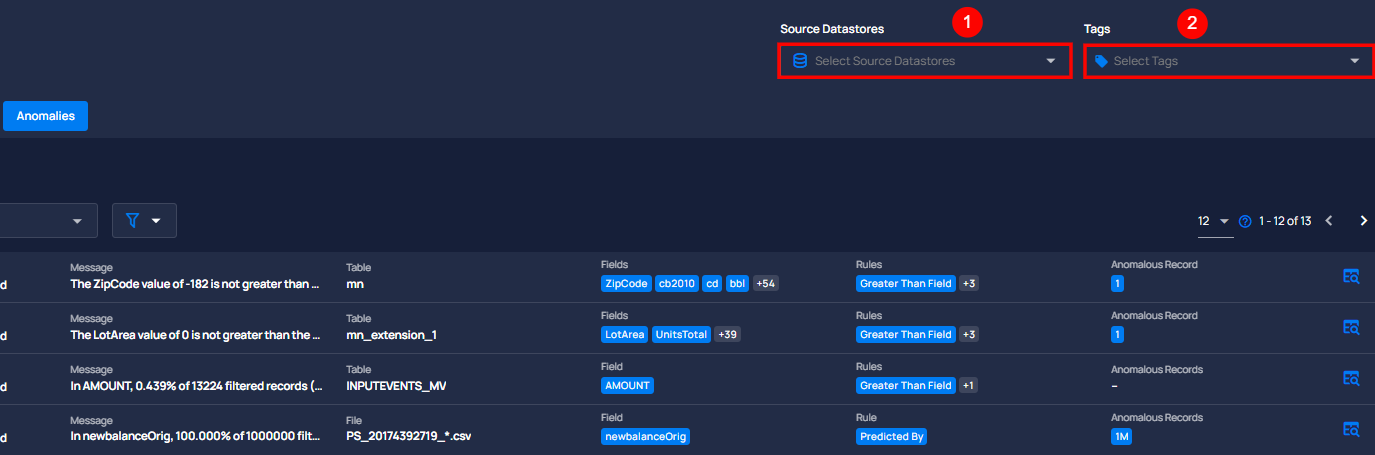 1
2
Source Datastores
Tags
Select Source Datastores
Select Tags
Anomalies
12
1 - 12 of 13
d
Message
The ZipCode value of -182 is not greater than ...
Table
mn
Fields
ZipCode cb2010 cd bbl +54
Rules
Greater Than Field +3
Anomalous Record
1
d
Message
The LotArea value of 0 is not greater than the ...
Table
mn_extension_1
Fields
LotArea UnitsTotal +39
Rules
Greater Than Field +3
Anomalous Record
1
d
Message
In AMOUNT, 0.439% of 13224 filtered records (...
Table
INPUTEVENTS_MV
Field
AMOUNT
Rules
Greater Than Field +1
Anomalous Records
–
d
Message
In newbalanceOrig, 100.000% of 1000000 filt...
File
PS_20174392719_*.csv
Field
newbalanceOrig
Rule
Predicted By
Anomalous Records
1M